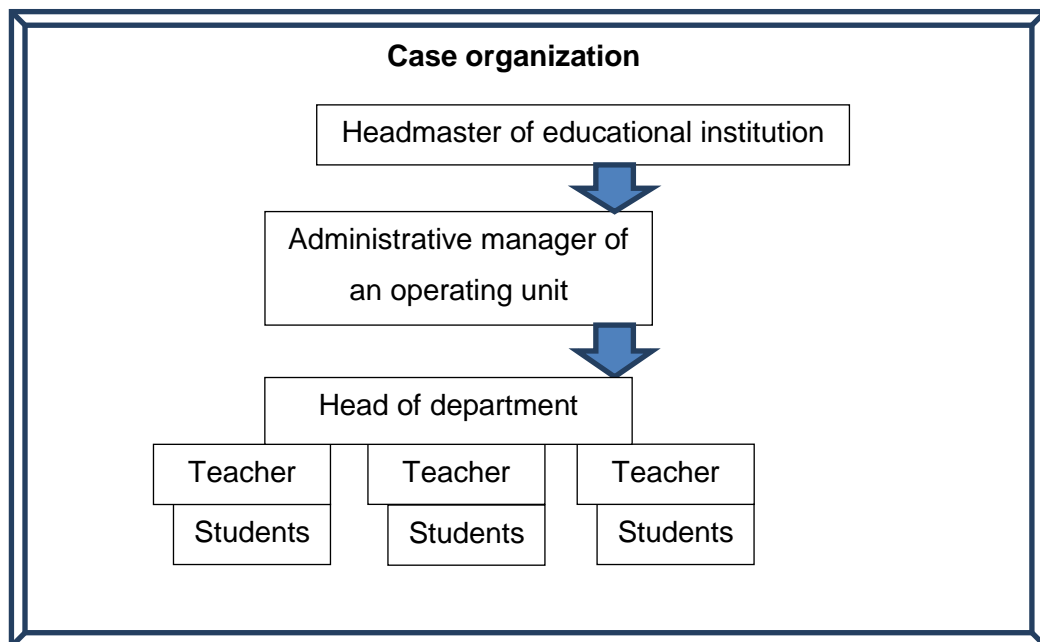 Case organization
Headmaster of educational institution
Administrative manager of
an operating unit
Head of department
Teacher Teacher Teacher
Students Students Students